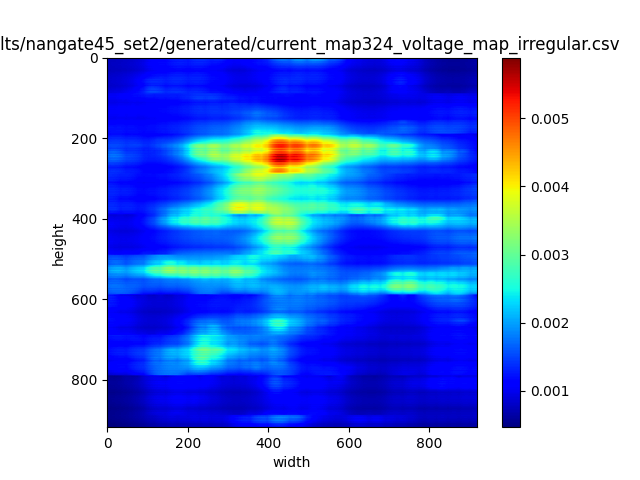 lts/nangate45_set2/generated/current_map324_voltage_map_irregular.csv
0
200
400
600
800
height
0 200 400 600 800
width
0.005
0.004
0.003
0.002
0.001